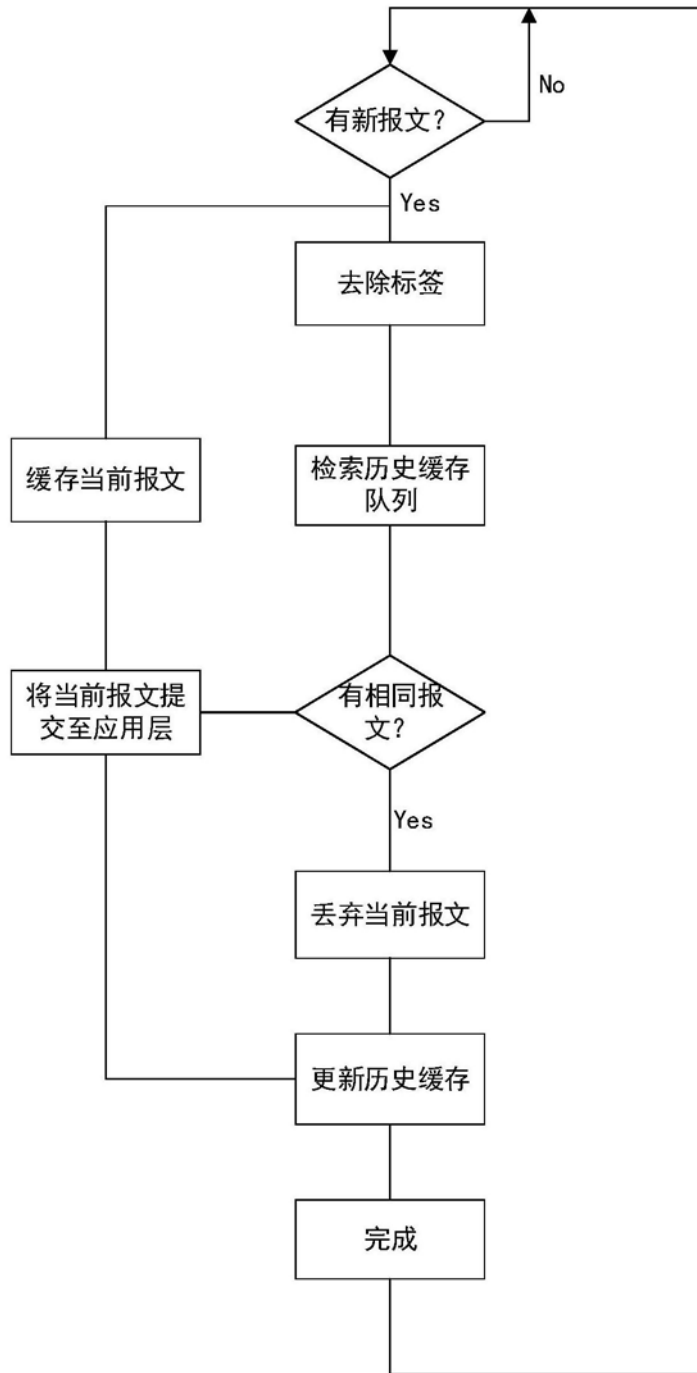 No
有新报文?
Yes
去除标签
缓存当前报文
检索历史缓存
队列
将当前报文提
交至应用层
有相同报
文?
Yes
丢弃当前报文
更新历史缓存
完成